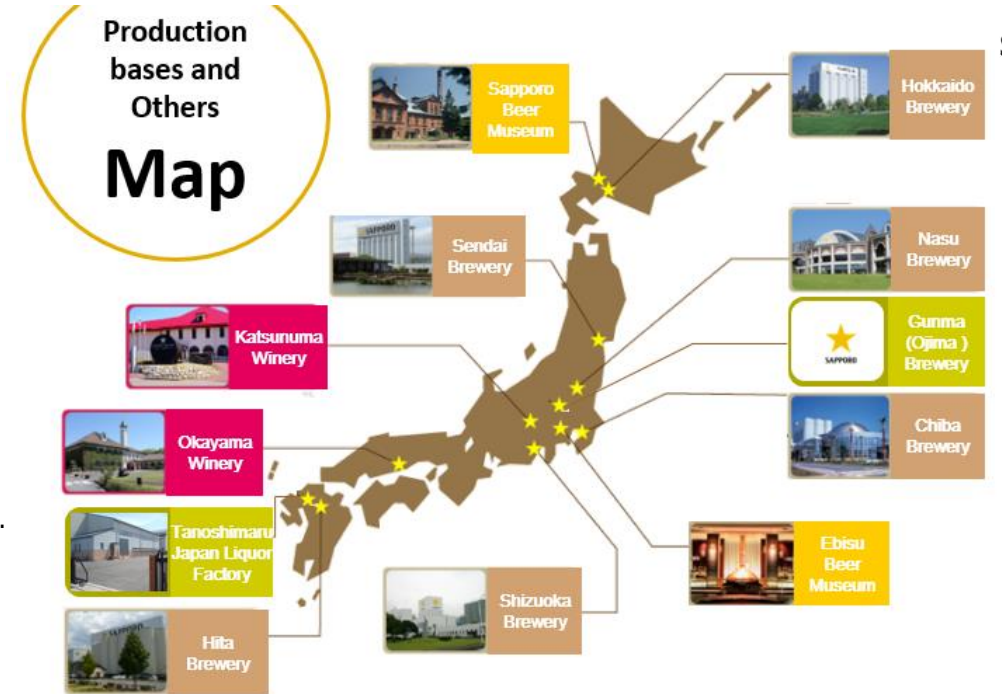 Production
bases and
Others
Map
Sapporo
Beer
Museum
Hokkaido
Brewery
Sendai
Brewery
SAPPORO
Nasu
Brewery
Gunma
(Ojima )
Brewery
SAPPORO
Katsunuma
Winery
Chiba
Brewery
Okayama
Winery
Tanoshimaru
Japan Liquor
Factory
Ebisu
Beer
Museum
Shizuoka
Brewery
Hita
Brewery